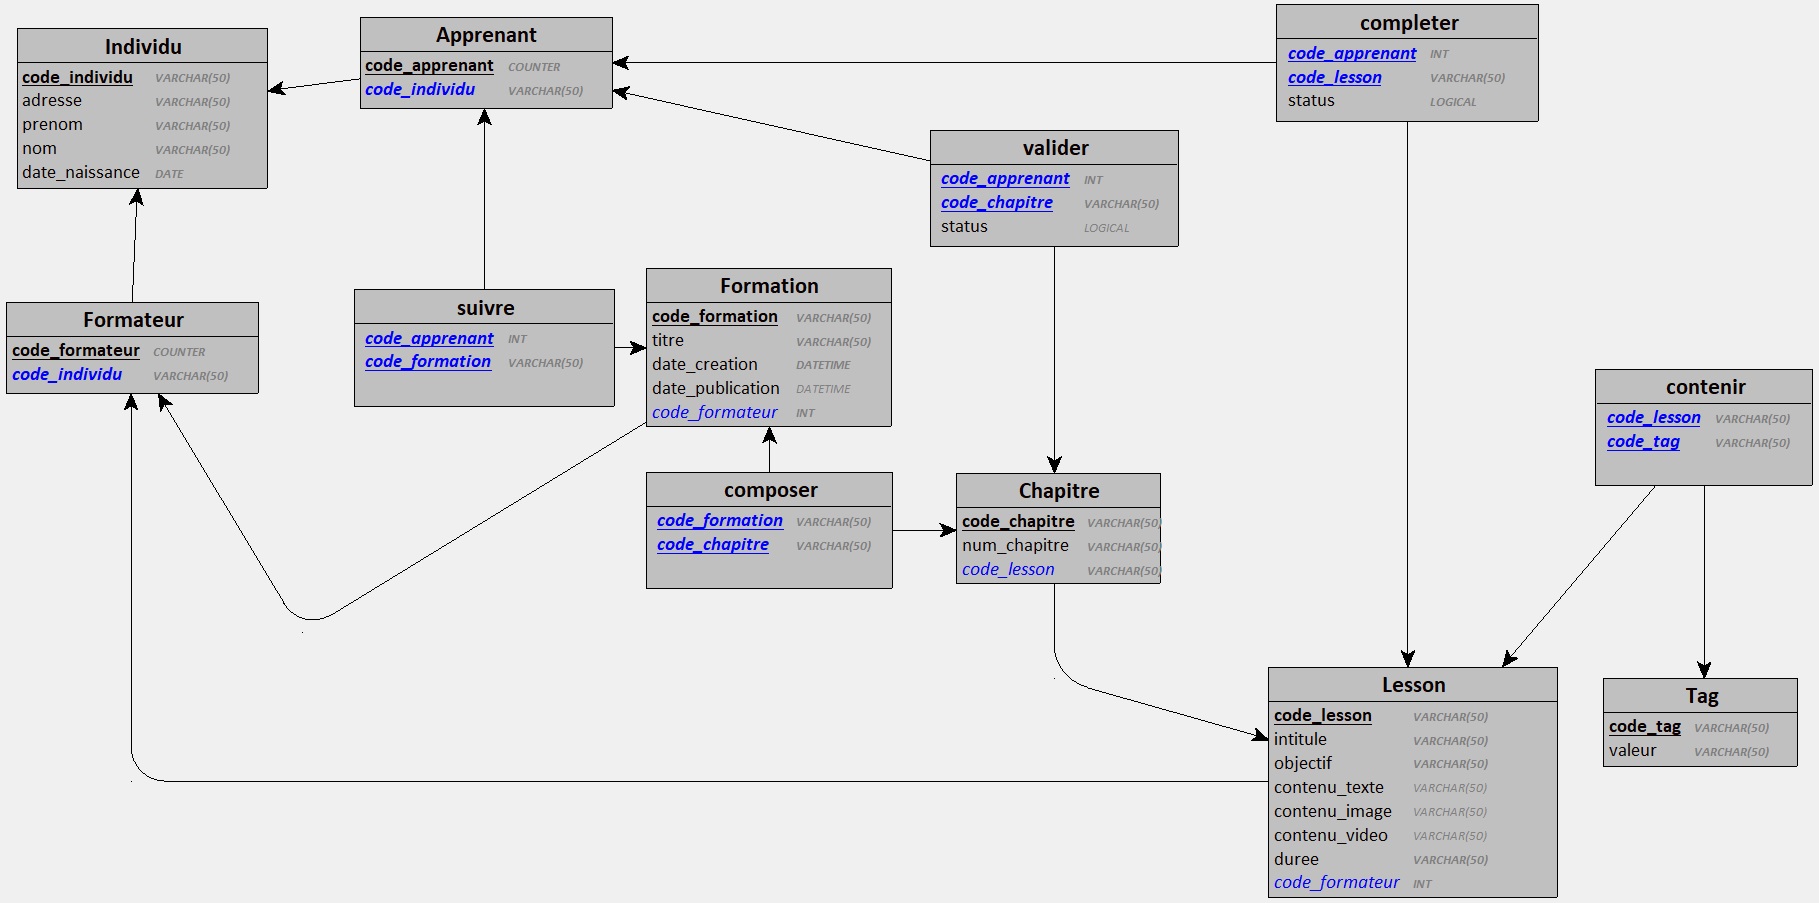 Individu
code_individu VARCHAR(50)
adresse VARCHAR(50)
prenom VARCHAR(50)
nom VARCHAR(50)
date_naissance DATE
Apprenant
code_apprenant COUNTER
code_individu VARCHAR(50)
completer
code_apprenant INT
code_lesson VARCHAR(50)
status LOGICAL
valider
code_apprenant INT
code_chapitre VARCHAR(50)
status LOGICAL
Formateur
code_formateur COUNTER
code_individu VARCHAR(50)
suivre
code_apprenant INT
code_formation VARCHAR(50)
Formation
code_formation VARCHAR(50)
titre VARCHAR(50)
date_creation DATETIME
date_publication DATETIME
code_formateur INT
contenir
code_lesson VARCHAR(50)
code_tag VARCHAR(50)
composer
code_formation VARCHAR(50)
code_chapitre VARCHAR(50)
Chapitre
code_chapitre VARCHAR(50)
num_chapitre VARCHAR(50)
code_lesson VARCHAR(50)
Lesson
code_lesson VARCHAR(50)
intitule VARCHAR(50)
objectif VARCHAR(50)
contenu_texte VARCHAR(50)
contenu_image VARCHAR(50)
contenu_video VARCHAR(50)
duree VARCHAR(50)
code_formateur INT
Tag
code_tag VARCHAR(50)
valeur VARCHAR(50)